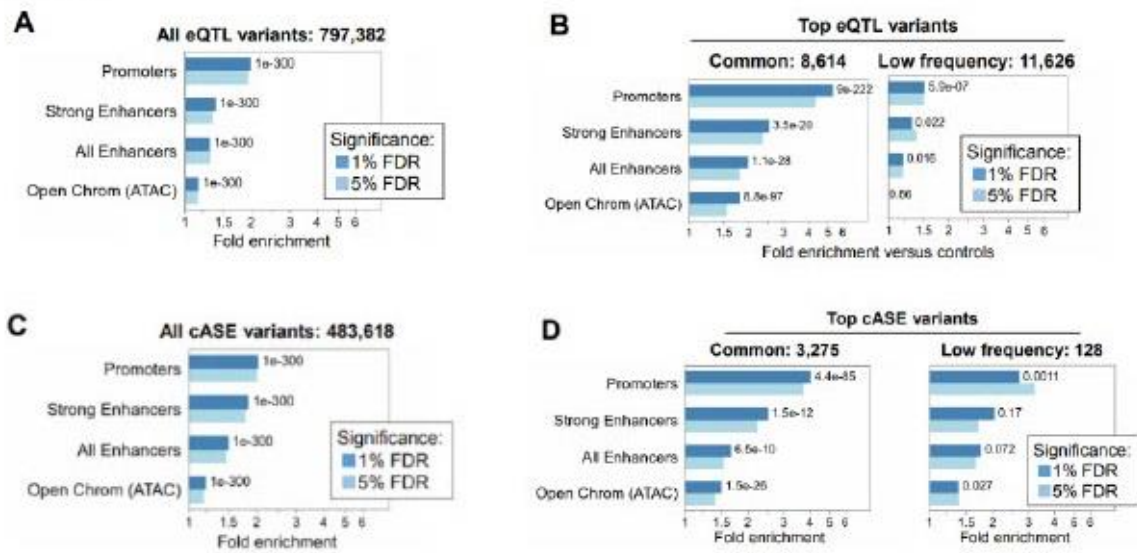 A
All eQTL variants: 797,382
Promoters
1e-300
Strong Enhancers
1e-300
All Enhancers
1e-300
Open Chrom (ATAC)
1e-300
Significance:
1% FDR
5% FDR
1 1.5 2 3 4 5 6
Fold enrichment
B
Top eQTL variants
Common: 8,614
Low frequency: 11,626
Promoters
9e-222
5.9e-07
Strong Enhancers
3.5e-20
0.022
All Enhancers
1.1e-28
0.016
Open Chrom (ATAC)
8.8e-97
0.86
Significance:
1% FDR
5% FDR
1 1.5 2 3 4 5 6
1 1.5 2 3 4 5 6
Fold enrichment versus controls
C
All cASE variants: 483,618
Promoters
1e-300
Strong Enhancers
1e-300
All Enhancers
1e-300
Open Chrom (ATAC)
1e-300
Significance:
1% FDR
5% FDR
1 1.5 2 3 4 5 6
Fold enrichment
D
Top cASE variants
Common: 3,275
Low frequency: 128
Promoters
4.4e-85
0.0011
Strong Enhancers
1.5e-12
0.17
All Enhancers
6.5e-10
0.072
Open Chrom (ATAC)
1.5e-26
0.027
Significance:
1% FDR
5% FDR
1 1.5 2 3 4 5 6
1 1.5 2 3 4 5 6
Fold enrichment
Fold enrichment